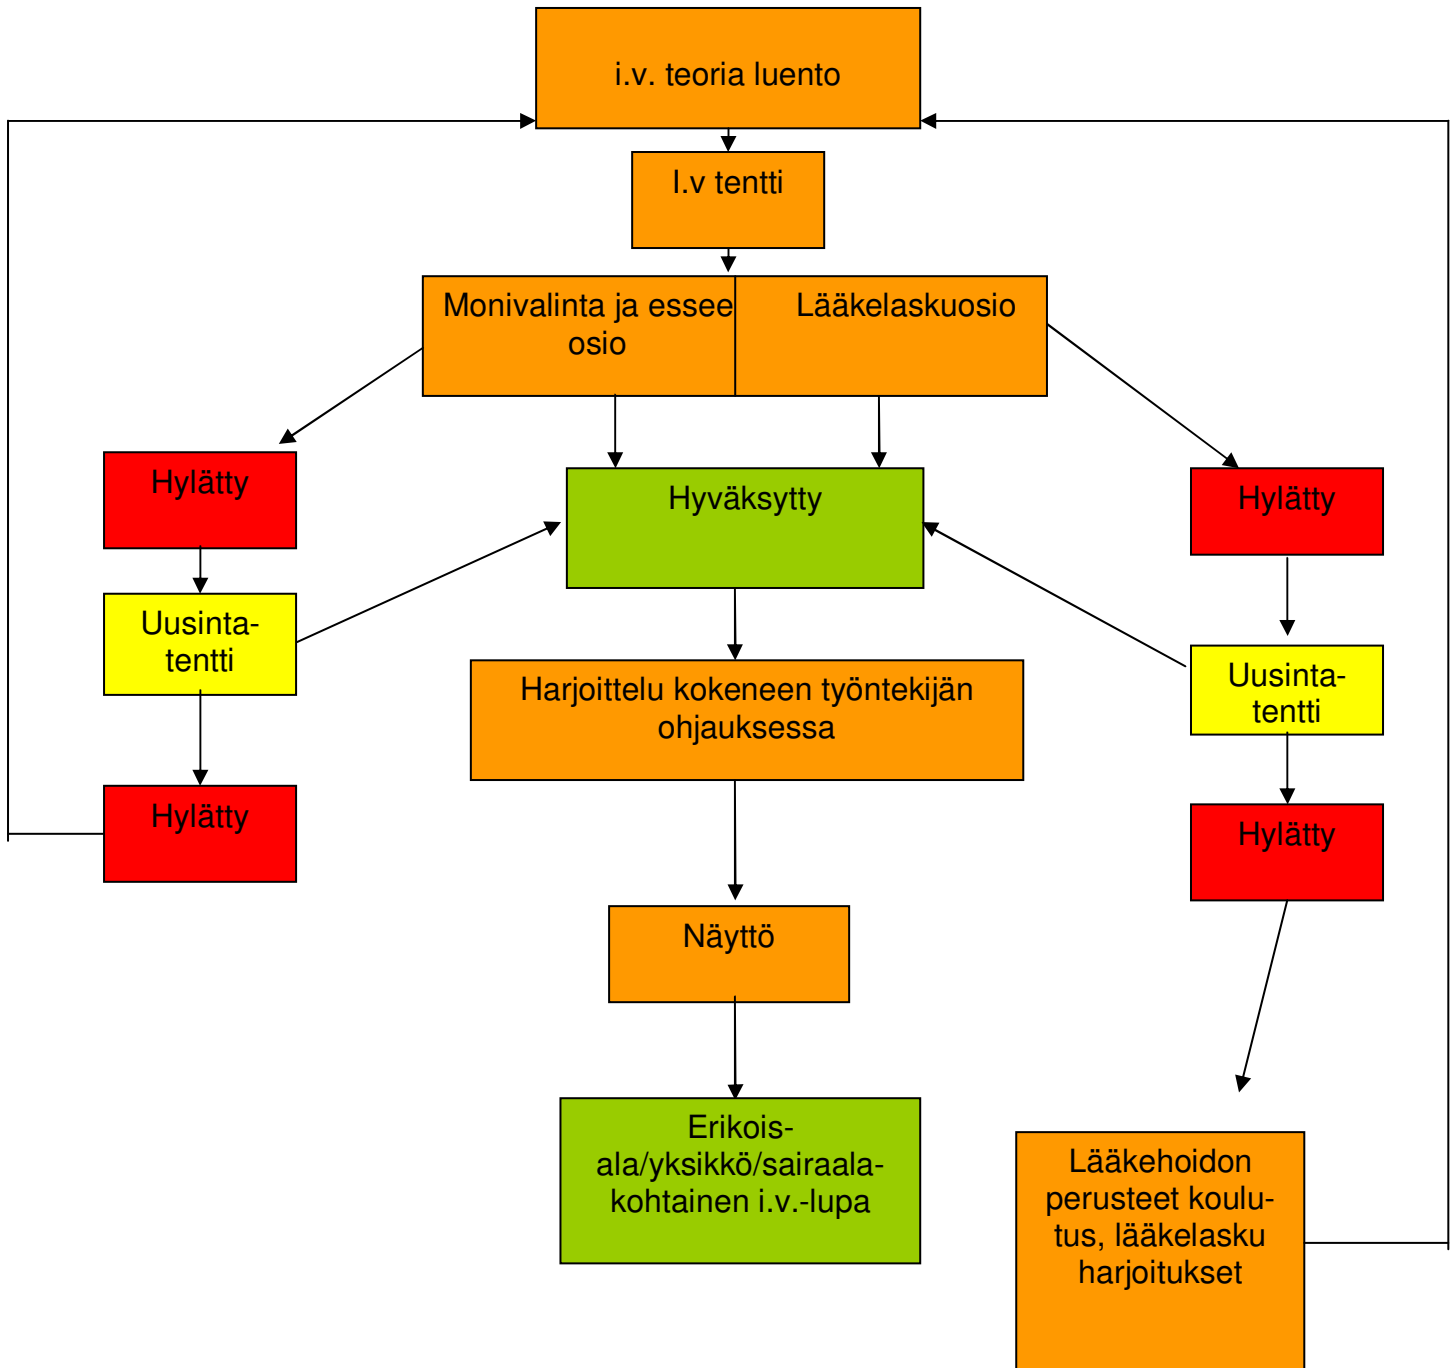 i.v. teoria luento
I.v tentti
Monivalinta ja essee
osio
Lääkelaskuosio
Hylätty
Hyväksytty
Hylätty
Uusinta-
tentti
Harjoittelu kokeneen työntekijän
ohjauksessa
Uusinta-
tentti
Hylätty
Hylätty
Näyttö
Erikois-
ala/yksikkö/sairaala-
kohtainen i.v.-lupa
Lääkehoidon
perusteet koulu-
tus, lääkelasku
harjoitukset